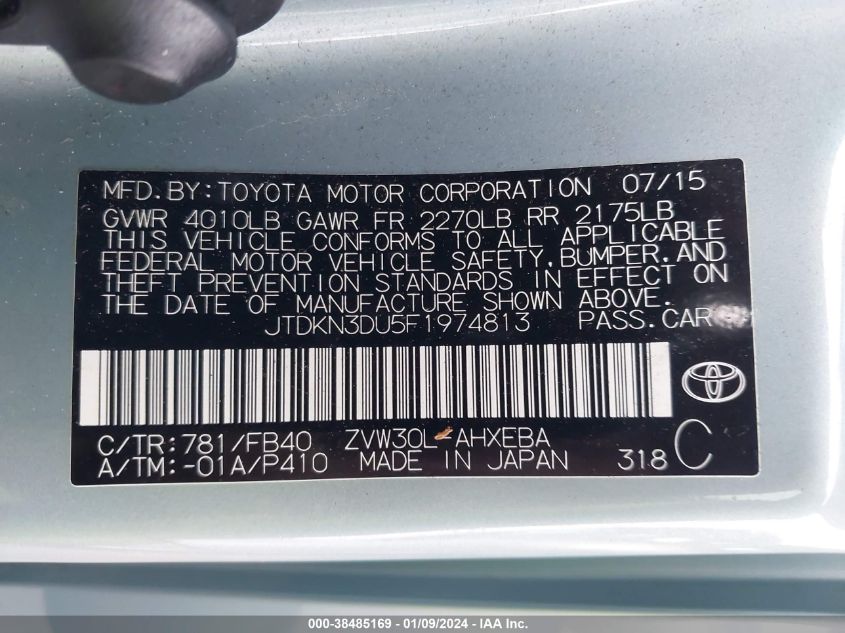 MFD.BY:TOYOTA MOTOR CORPORATION 07/15
GVWR 4010LB GAWR FR 2270LB RR 2175LB
THIS VEHICLE CONFORMS TO ALL APPLICABLE
FEDERAL MOTOR VEHICLE SAFETY,BUMPER,AND
THEFT PREVENTION STANDARDS IN EFFECT ON
THE DATE OF MANUFACTURE SHOWN ABOVE.
JTDKN3DU5F1974813 PASS.CAR
C/TR:781/FB40 ZVW30L-AHXEBA
A/TM:-01A/P410 MADE IN JAPAN 318 C
000-38485169 - 01/09/2024 - IAA Inc.